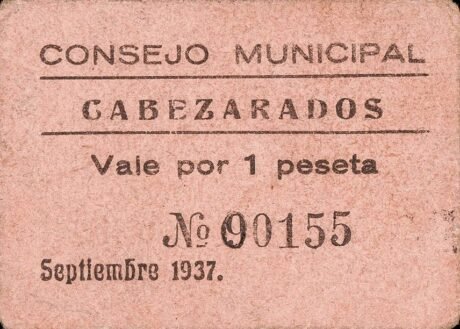 CONSEJO MUNICIPAL
CABEZARADOS
Vale por 1 peseta
№ 00155
Septiembre 1937.